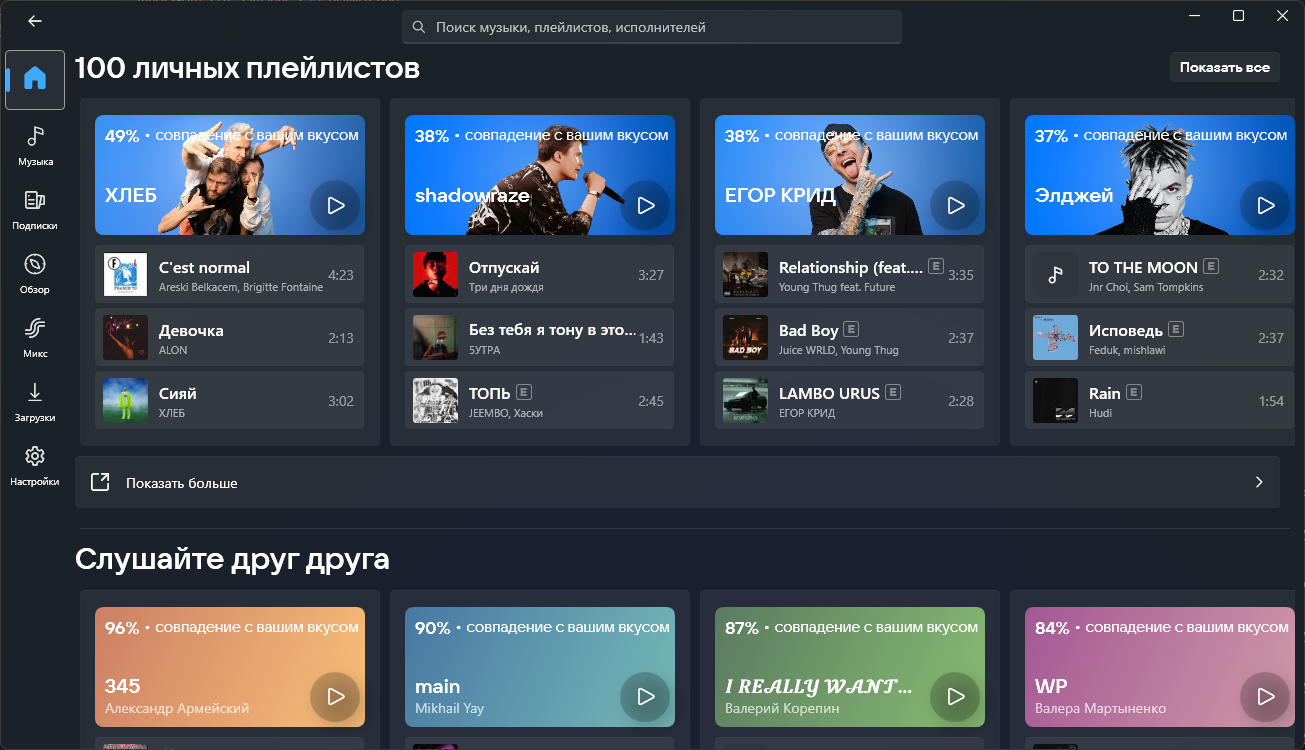 Поиск музыки, плейлистов, исполнителей
100 личных плейлистов
Показать все
Музыка
Подписки
Обзор
Микс
Загрузки
Настройки
49% • совпадение с вашим вкусом
ХЛЕБ
C'est normal
Areski Belkacem, Brigitte Fontaine
4:23
Девочка
ALON
2:13
Сияй
ХЛЕБ
3:02
38% • совпадение с вашим вкусом
shadowraze
Отпускай
Три дня дождя
3:27
Без тебя я тону в это...
5УТРА
1:43
ТОПЬ E
JEEMBO, Хаски
2:45
38% • совпадение с вашим вкусом
ЕГОР КРИД
Relationship (feat.... E
Young Thug feat. Future
3:35
BAD BOY
Bad Boy E
Juice WRLD, Young Thug
2:37
LAMBO URUS E
ЕГОР КРИД
2:28
37% • совпадение с вашим вкусом
Элджей
TO THE MOON E
Jnr Choi, Sam Tompkins
2:32
Исповедь E
Feduk, mishlawi
2:37
Rain E
Hudi
1:54
Показать больше
Слушайте друг друга
96% • совпадение с вашим вкусом
345
Александр Армейский
90% • совпадение с вашим вкусом
main
Mikhail Yay
87% • совпадение с вашим вкусом
I REALLY WANT...
Валерий Корепин
84% • совпадение с вашим вкусом
WP
Валера Мартыненко